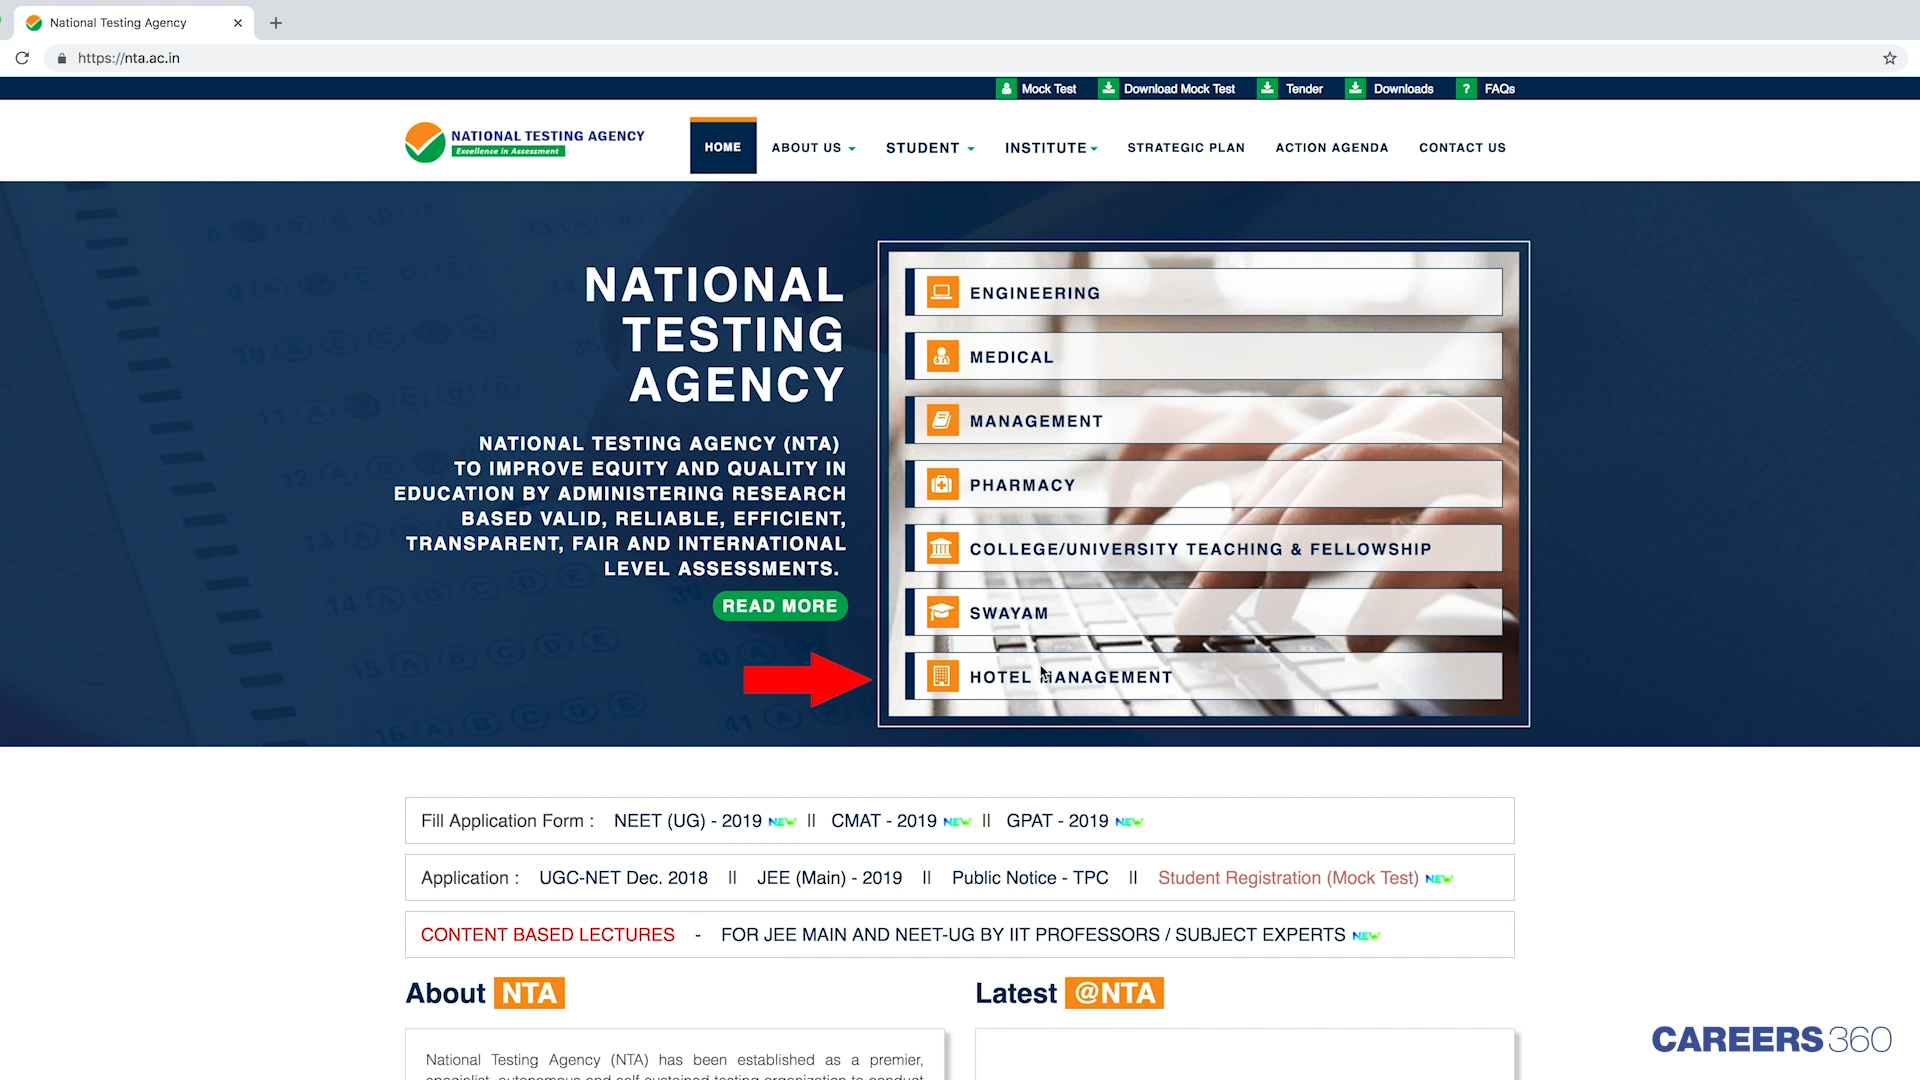 National Testing Agency
https://nta.ac.in
Mock Test Download Mock Test Tender Downloads ? FAQs
NATIONAL TESTING AGENCY
Excellence in Assessment
HOME ABOUT US STUDENT INSTITUTE STRATEGIC PLAN ACTION AGENDA CONTACT US
NATIONAL
TESTING
AGENCY
NATIONAL TESTING AGENCY (NTA)
TO IMPROVE EQUITY AND QUALITY IN
EDUCATION BY ADMINISTERING RESEARCH
BASED VALID, RELIABLE, EFFICIENT,
TRANSPARENT, FAIR AND INTERNATIONAL
LEVEL ASSESSMENTS.
READ MORE
ENGINEERING
MEDICAL
MANAGEMENT
PHARMACY
COLLEGE/UNIVERSITY TEACHING & FELLOWSHIP
SWAYAM
HOTEL MANAGEMENT
Fill Application Form : NEET (UG) - 2019 NEW || CMAT - 2019 NEW || GPAT - 2019 NEW
Application : UGC-NET Dec. 2018 || JEE (Main) - 2019 || Public Notice - TPC || Student Registration (Mock Test) NEW
CONTENT BASED LECTURES - FOR JEE MAIN AND NEET-UG BY IIT PROFESSORS / SUBJECT EXPERTS NEW
About NTA
Latest @NTA
National Testing Agency (NTA) has been established as a premier,
CAREERS360